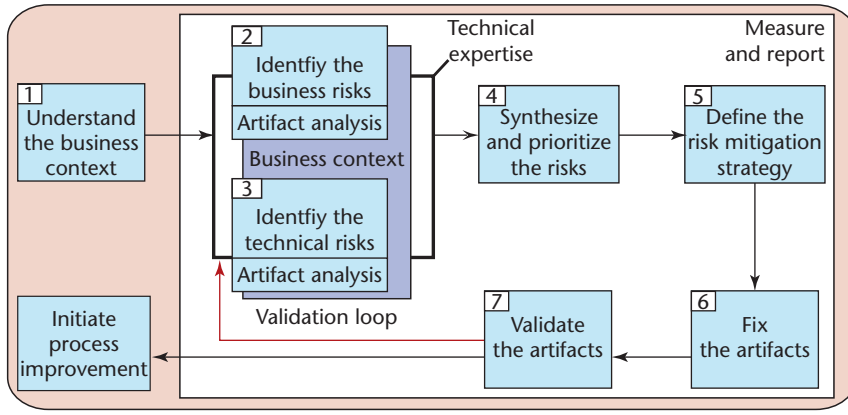 1
Understand
the business
context
2
Identfiy the
business risks
Artifact analysis
Business context
3
Identfiy the
technical risks
Artifact analysis
Validation loop
Technical
expertise
Measure
and report
4
Synthesize
and prioritize
the risks
5
Define the
risk mitigation
strategy
6
Fix
the artifacts
7
Validate
the artifacts
Initiate
process
improvement